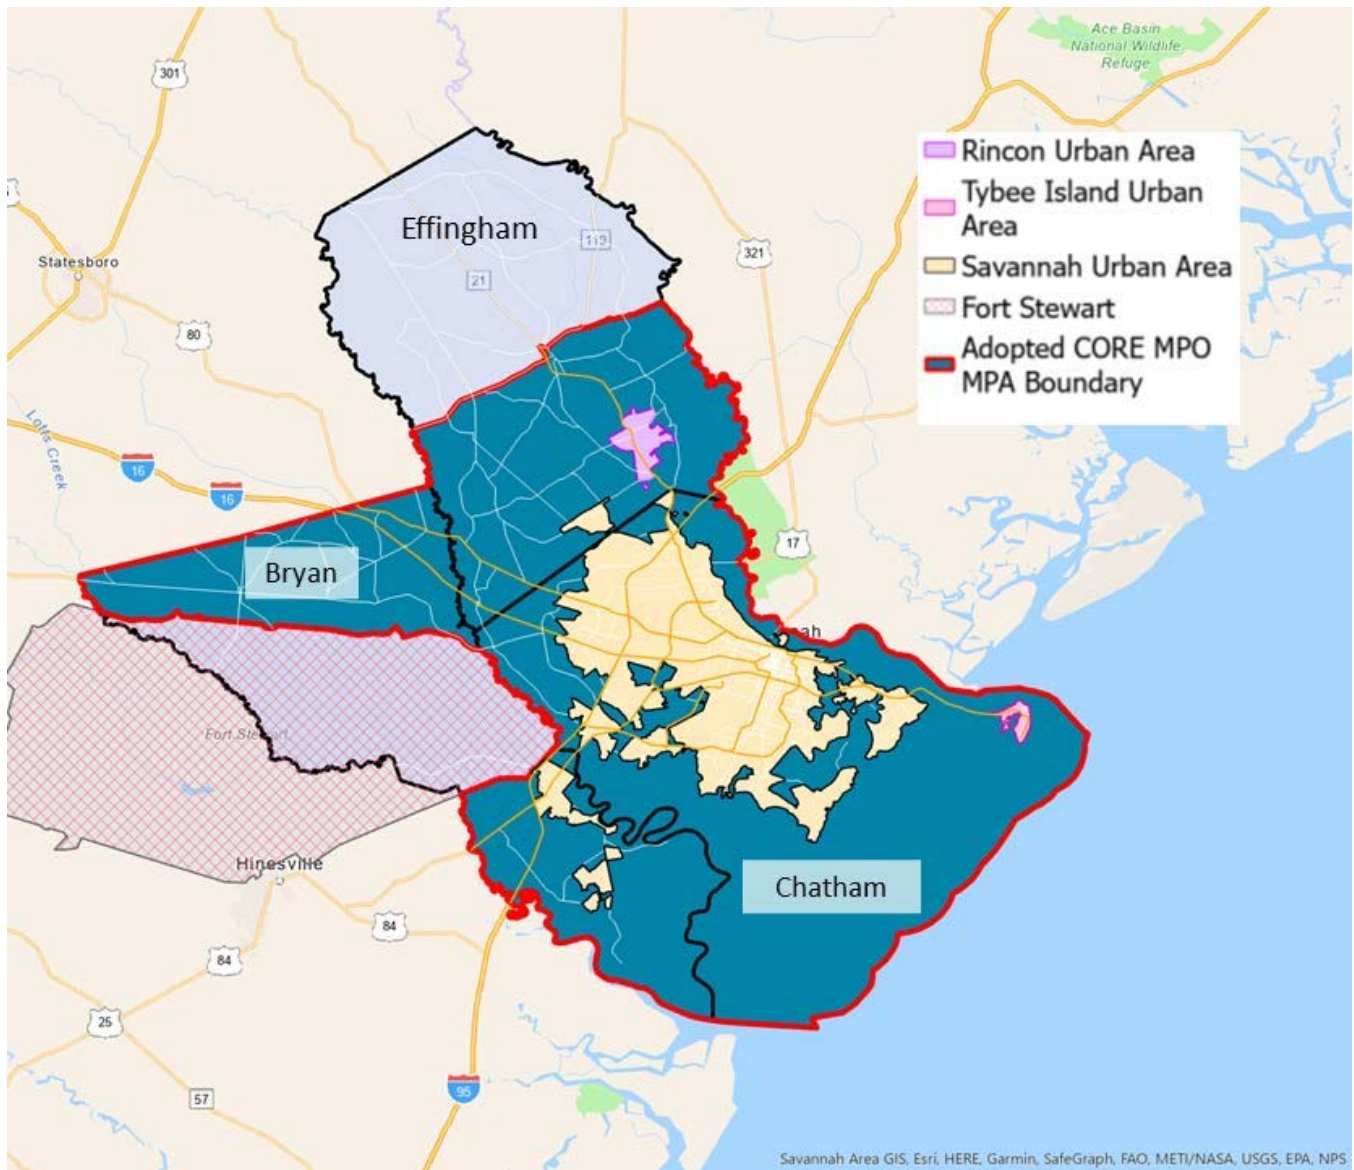 Ace Basin
National Wildlife
Refuge
301
Rincon Urban Area
Tybee Island Urban
Area
Savannah Urban Area
Fort Stewart
Adopted CORE MPO
MPA Boundary
Effingham
119
321
Statesboro
21
80
Lotts Creek
16
16
17
Bryan
Fort Stewart
Hinesville
Chatham
84
84
25
95
57
Savannah Area GIS, Esri, HERE, Garmin, SafeGraph, FAO, METI/NASA, USGS, EPA, NPS